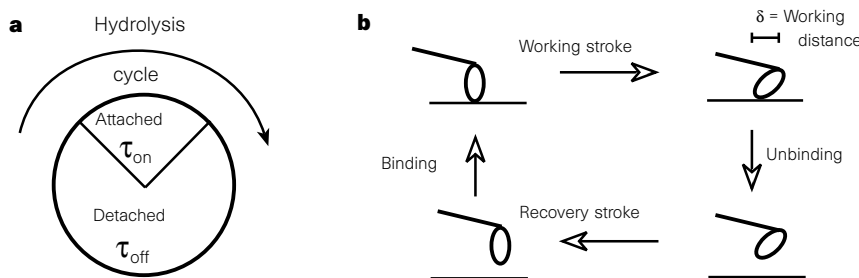 a
Hydrolysis
cycle
Attached
τon
Detached
τoff
b
Working stroke
δ = Working
distance
Binding
Unbinding
Recovery stroke